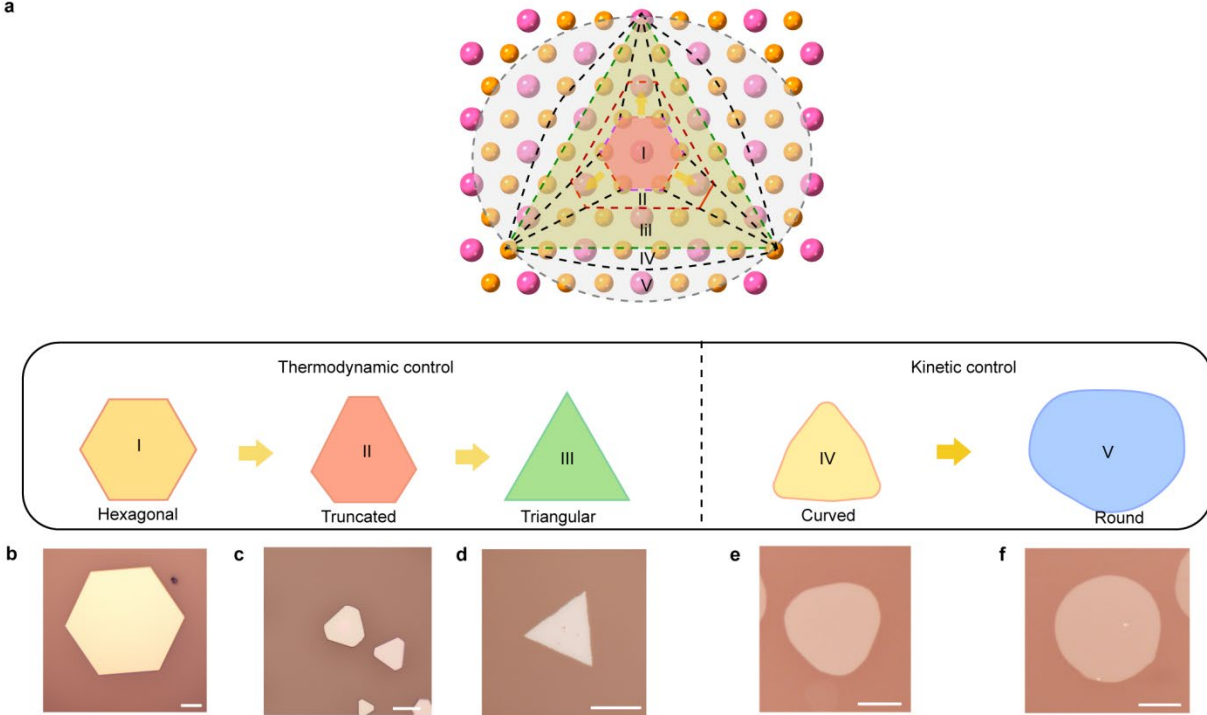 a
I
II
III
IV
V
Thermodynamic control
Kinetic control
I
II
III
IV
V
Hexagonal
Truncated
Triangular
Curved
Round
b
c
d
e
f